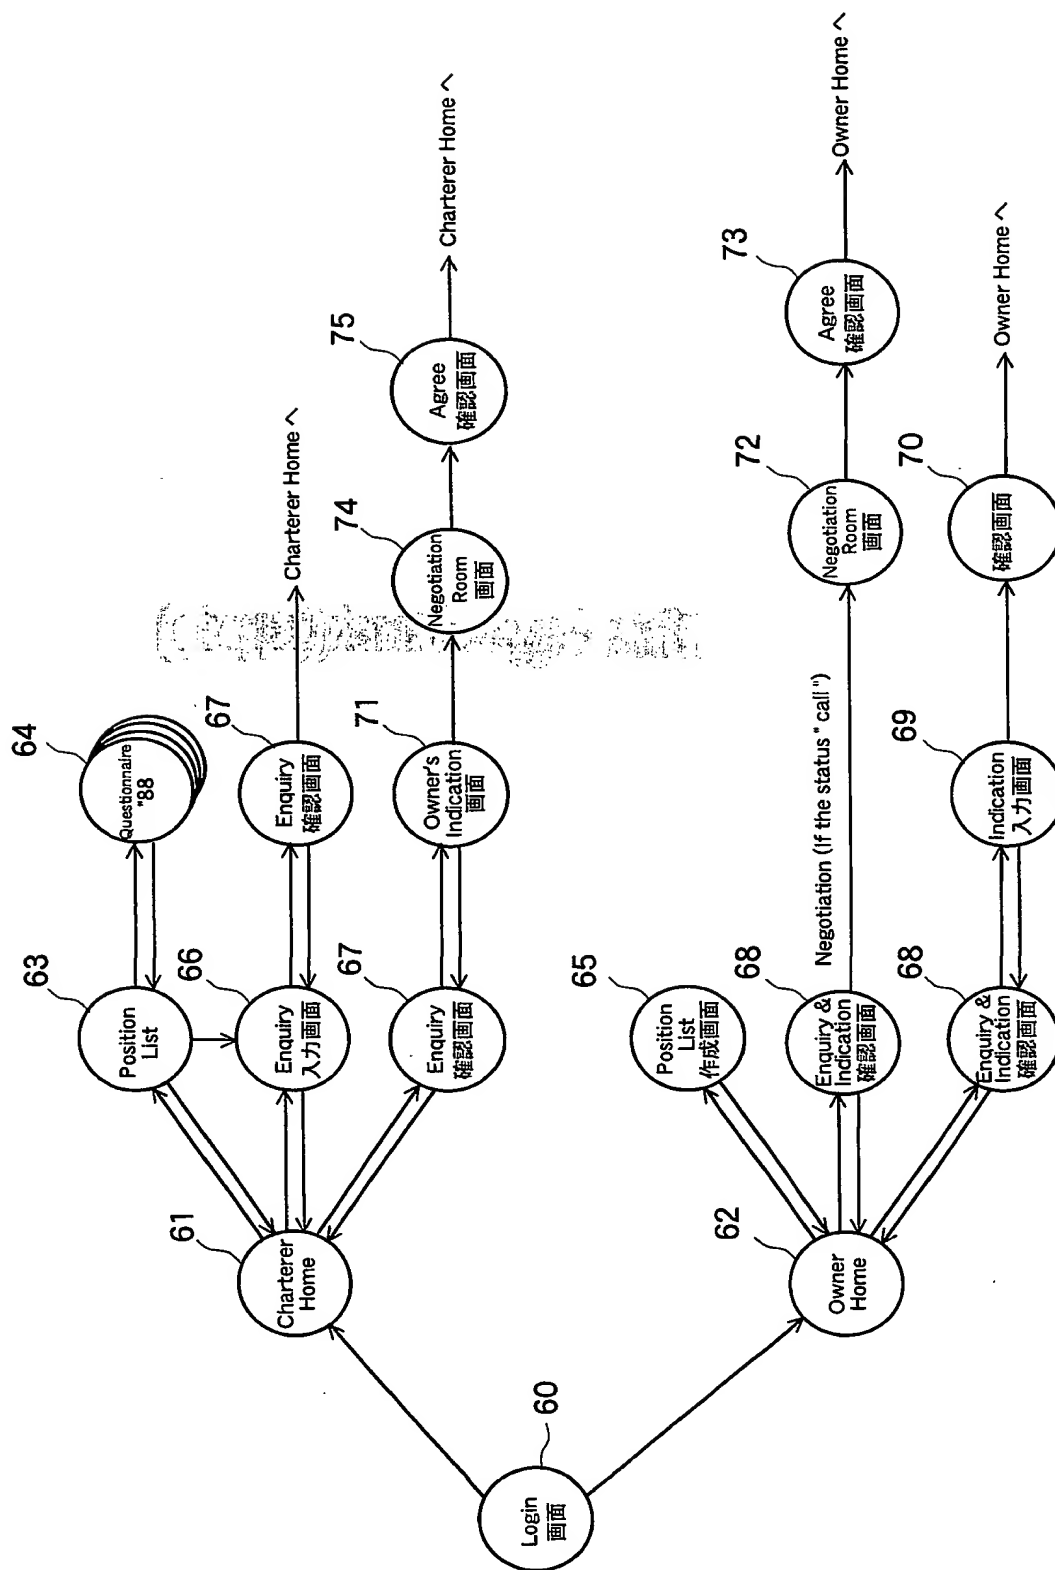 60
Login
画面
61
Charterer
Home
62
Owner
Home
63
Position
List
64
Questionnaire
"88
66
Enquiry
入力画面
67
Enquiry
確認画面
Charterer Home へ
67
Enquiry
確認画面
71
Owner's
Indication
画面
74
Negotiation
Room
画面
75
Agree
確認画面
Charterer Home へ
65
Position
List
作成画面
68
Enquiry &
Indication
確認画面
Negotiation (If the status " call ")
72
Negotiation
Room
画面
73
Agree
確認画面
Owner Home へ
68
Enquiry &
Indication
確認画面
69
Indication
入力画面
70
確認画面
Owner Home へ